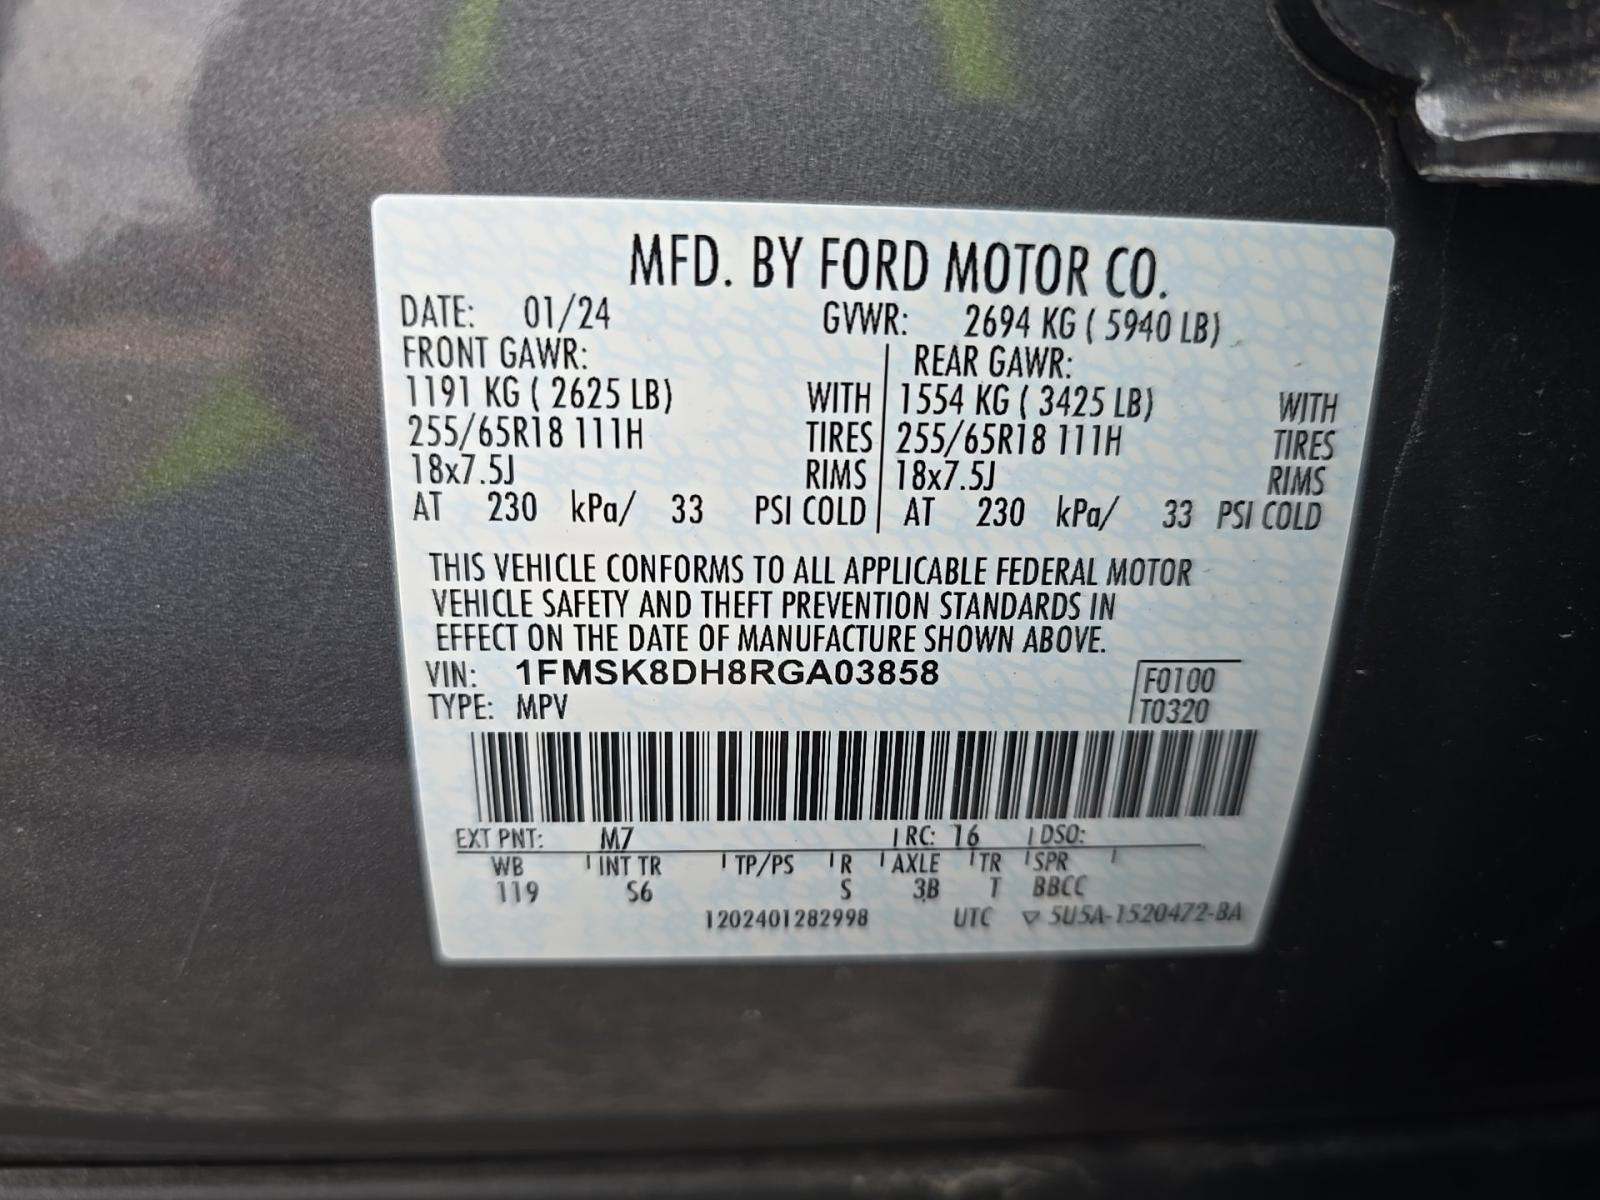 MFD. BY FORD MOTOR CO.
DATE: 01/24 GVWR: 2694 KG ( 5940 LB)
FRONT GAWR: REAR GAWR:
1191 KG ( 2625 LB) WITH 1554 KG ( 3425 LB) WITH
255/65R18 111H TIRES 255/65R18 111H TIRES
18x7.5J RIMS 18x7.5J RIMS
AT 230 kPa/ 33 PSI COLD AT 230 kPa/ 33 PSI COLD
THIS VEHICLE CONFORMS TO ALL APPLICABLE FEDERAL MOTOR
VEHICLE SAFETY AND THEFT PREVENTION STANDARDS IN
EFFECT ON THE DATE OF MANUFACTURE SHOWN ABOVE.
VIN: 1FMSK8DH8RGA03858 F0100
TYPE: MPV T0320
EXT PNT: M7 RC: 16 DSO:
WB INT TR TP/PS R AXLE TR SPR
119 S6 S 3B T BBCC
1202401282998 UTC ▽ 5U5A-1520472-BA